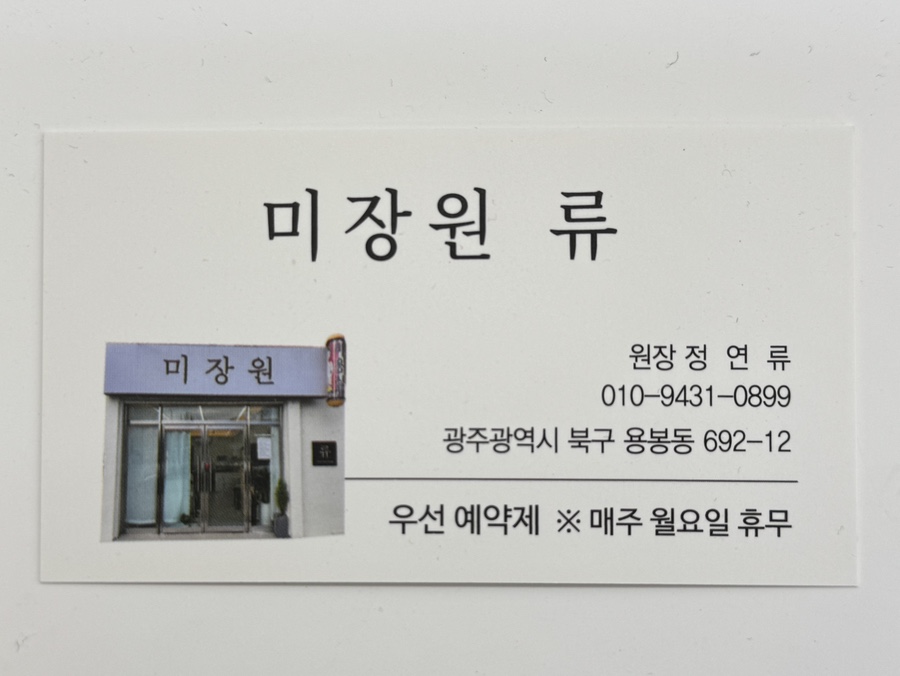 미장원 류
미장원
류
원장 정 연 류
010-9431-0899
광주광역시 북구 용봉동 692-12
우선 예약제 ※ 매주 월요일 휴무